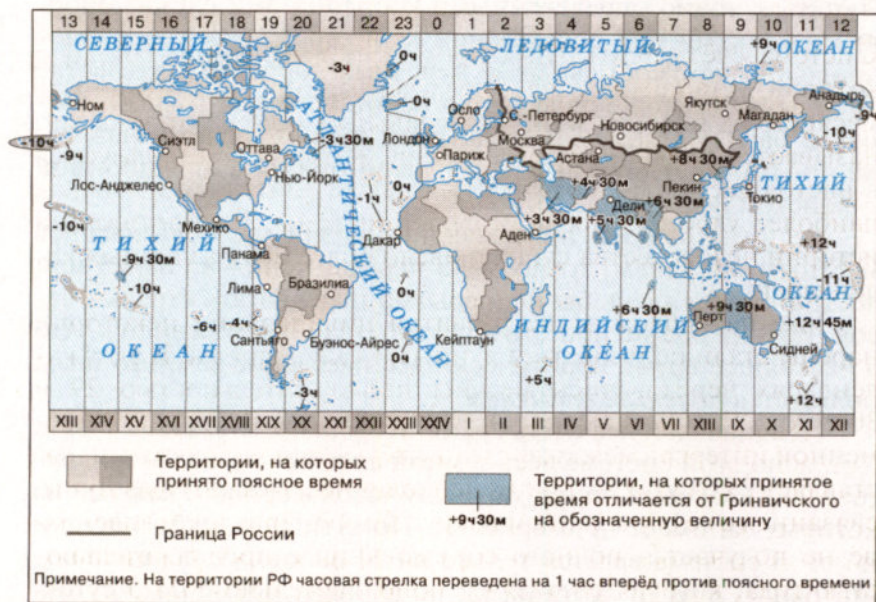 13 14 15 16 17 18 19 20 21 22 23 0 1 2 3 4 5 6 7 8 9 10 11 12
СЕВЕРНЫЙ ЛЕДОВИТЫЙ ОКЕАН
-3ч
0ч
+9ч
0ч
Ном
Осло
С.-Петербург
Якутск
Анадырь
-9ч
-10ч
-9ч
Сиэтл
Оттава
-3ч 30м
Лондон
Москва
Новосибирск
Магадан
-10ч
АТЛАНТИЧЕСКИЙ ОКЕАН
Нью-Йорк
Париж
Астана
+8ч 30м
Лос-Анджелес
0ч
+4ч 30м
Пекин
ТИХИЙ
Токио
Дели
+6ч 30м
Мехико
-1ч
+3ч 30м
+5ч 30м
-10ч
ТИХИЙ
Дакар
Аден
+12ч
Панама
-9ч 30м
0ч
-11ч
-10ч
Лима
Бразилиа
0ч
+6ч 30м
+9ч 30м
ОКЕАН
-6ч
-4ч
ИНДИЙСКИЙ
Перт
+12ч 45м
ОКЕАН
Сантьяго
Буэнос-Айрес
0ч
Кейптаун
ОКЕАН
Сидней
-3ч
+5ч
+12ч
XIII XIV XV XVI XVII XVIII XIX XX XXI XXII XXIII XXIV I II III IV V VI VII VIII IX X XI XII
Территории, на которых
принято поясное время
Граница России
+9ч30м
Территории, на которых принятое
время отличается от Гринвичского
на обозначенную величину
Примечание. На территории РФ часовая стрелка переведена на 1 час вперёд против поясного времени